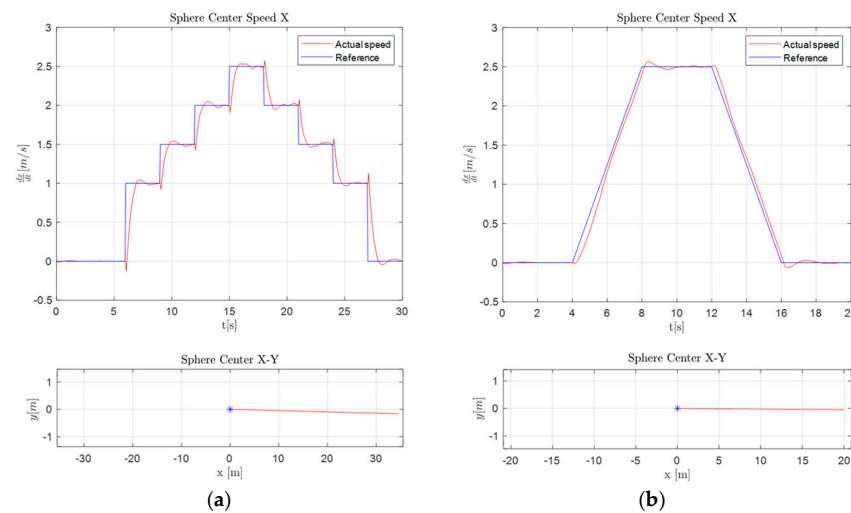 Sphere Center Speed X
Actual speed
Reference
3
2.5
2
1.5
1
0.5
0
-0.5
dx/dt [m/s]
0 5 10 15 20 25 30
t[s]
Sphere Center X-Y
1
0
-1
y[m]
-30 -20 -10 0 10 20 30
x [m]
(a)
Sphere Center Speed X
Actual speed
Reference
3
2.5
2
1.5
1
0.5
0
-0.5
dx/dt [m/s]
0 2 4 6 8 10 12 14 16 18 20
t[s]
Sphere Center X-Y
1
0
-1
y[m]
-20 -15 -10 -5 0 5 10 15 20
x [m]
(b)